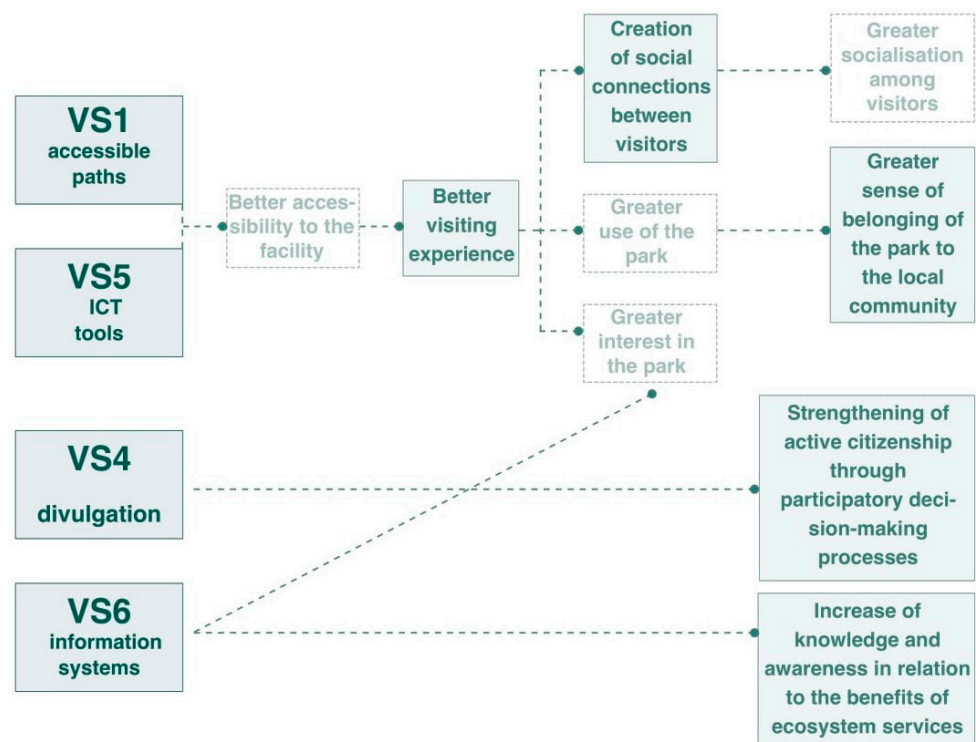 VS1
accessible
paths
VS5
ICT
tools
Better acces-
sibility to the
facility
Better
visiting
experience
Creation
of social
connections
between
visitors
Greater
socialisation
among
visitors
Greater
use of the
park
Greater
sense of
belonging of
the park to
the local
community
Greater
interest in
the park
VS4
divulgation
Strengthening of
active citizenship
through
participatory deci-
sion-making
processes
VS6
information
systems
Increase of
knowledge and
awareness in relation
to the benefits of
ecosystem services